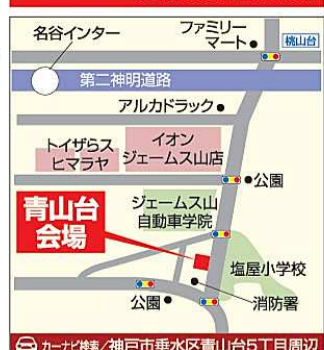 名谷インター
ファミリー
マート
桃山台
第二神明道路
アルカドラック
トイザらス
ヒマラヤ
イオン
ジェームス山店
公園
青山台
会場
ジェームス山
自動車学院
塩屋小学校
公園
消防署
カーナビ検索/神戸市垂水区青山台5丁目周辺